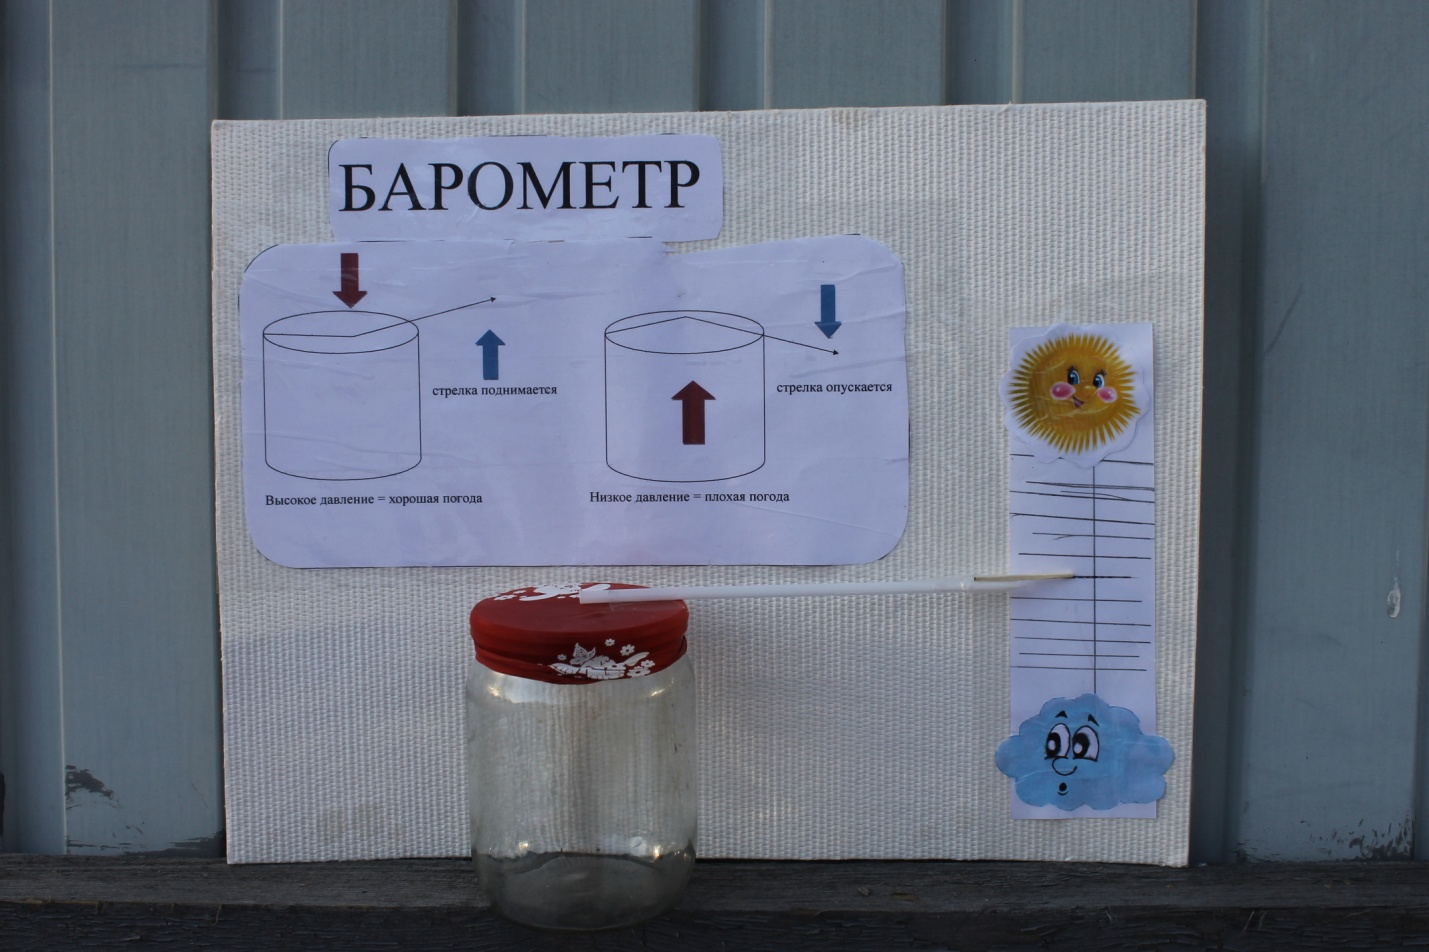 БАРОМЕТР
стрелка поднимается
стрелка опускается
Высокое давление = хорошая погода
Низкое давление = плохая погода